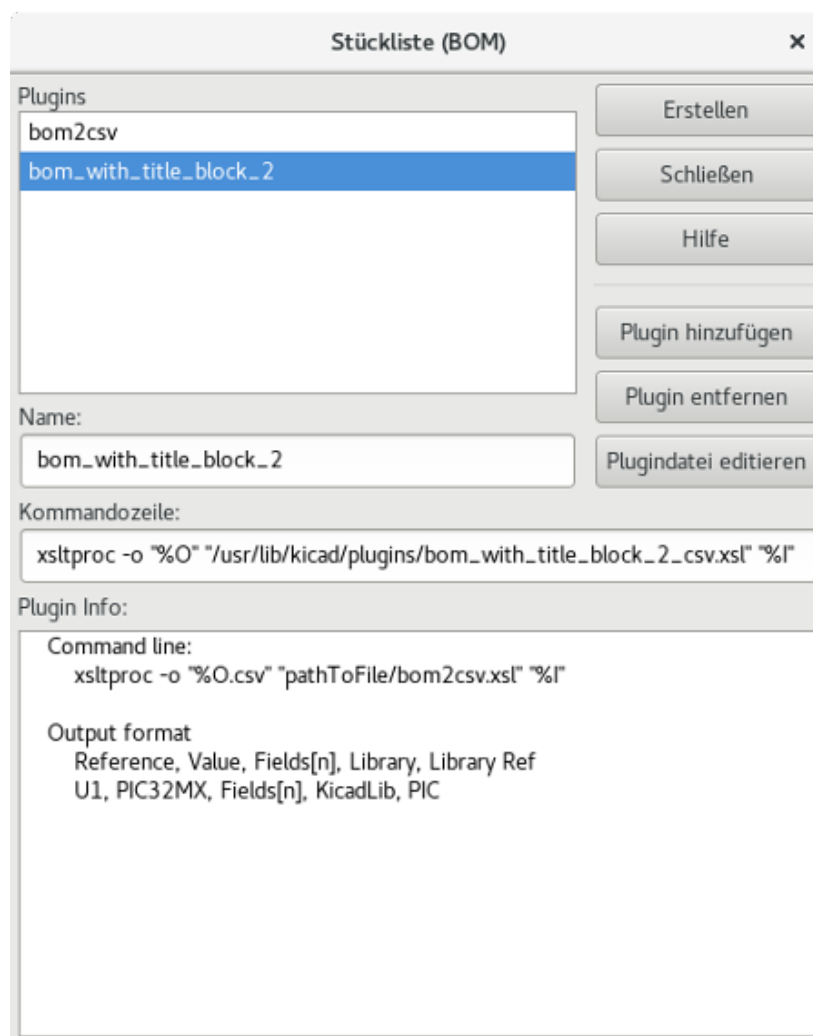 Stückliste (BOM)
Plugins
bom2csv
bom_with_title_block_2
Erstellen
Schließen
Hilfe
Plugin hinzufügen
Plugin entfernen
Plugindatei editieren
Name:
bom_with_title_block_2
Kommandozeile:
xsltproc -o "%O" "/usr/lib/kicad/plugins/bom_with_title_block_2_csv.xsl" "%I"
Plugin Info:
Command line:
xsltproc -o "%O.csv" "pathToFile/bom2csv.xsl" "%I"
Output format
Reference, Value, Fields[n], Library, Library Ref
U1, PIC32MX, Fields[n], KicadLib, PIC